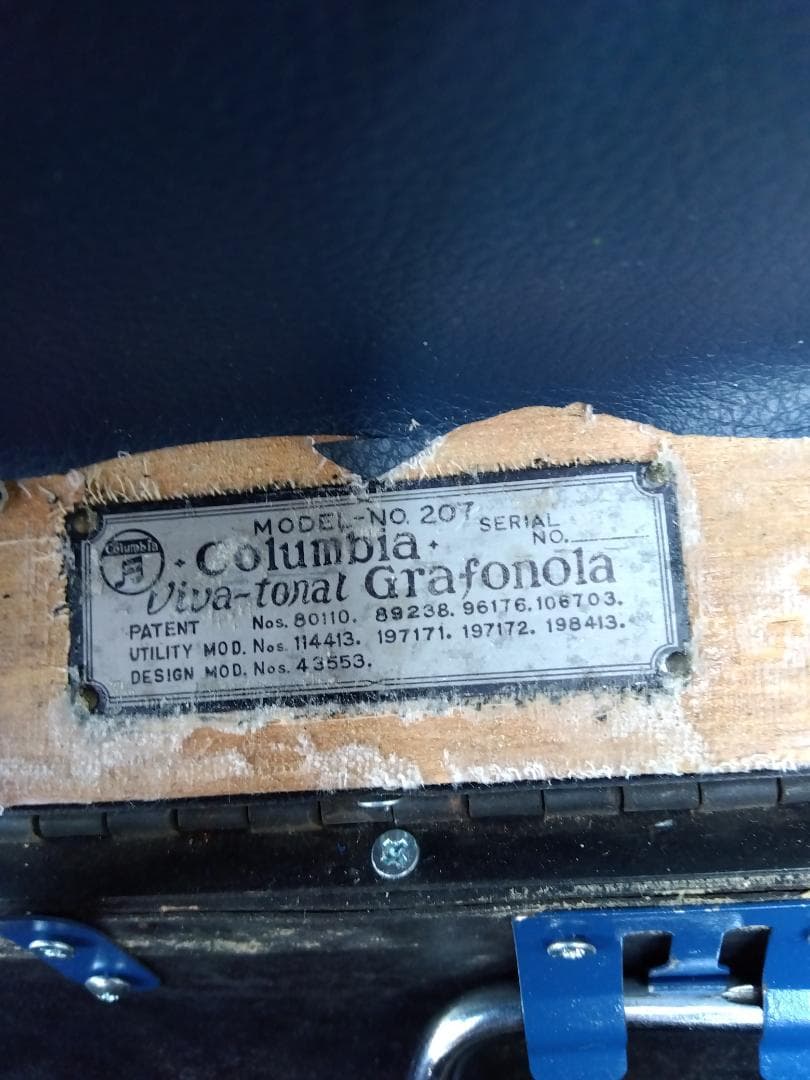 MODEL-NO. 207 SERIAL NO.
Columbia
Columbia
Viva-tonal Grafonola
PATENT Nos. 80110. 89238. 96176. 106703.
UTILITY MOD. Nos. 114413. 197171. 197172. 198413.
DESIGN MOD. Nos. 43553.